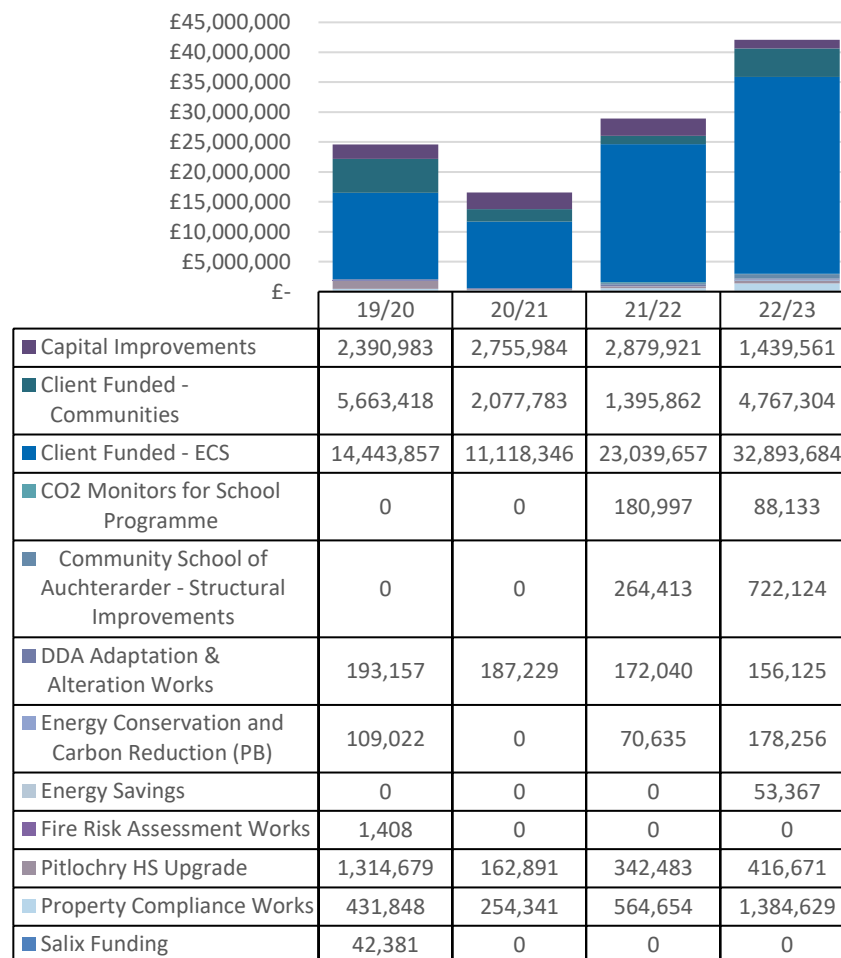 £45,000,000
£40,000,000
£35,000,000
£30,000,000
£25,000,000
£20,000,000
£15,000,000
£10,000,000
£5,000,000
£-
19/20 20/21 21/22 22/23
Capital Improvements 2,390,983 2,755,984 2,879,921 1,439,561
Client Funded -
Communities 5,663,418 2,077,783 1,395,862 4,767,304
Client Funded - ECS 14,443,857 11,118,346 23,039,657 32,893,684
CO2 Monitors for School
Programme 0 0 180,997 88,133
Community School of
Auchterarder - Structural 0 0 264,413 722,124
Improvements
DDA Adaptation &
Alteration Works 193,157 187,229 172,040 156,125
Energy Conservation and
Carbon Reduction (PB) 109,022 0 70,635 178,256
Energy Savings 0 0 0 53,367
Fire Risk Assessment Works 1,408 0 0 0
Pitlochry HS Upgrade 1,314,679 162,891 342,483 416,671
Property Compliance Works 431,848 254,341 564,654 1,384,629
Salix Funding 42,381 0 0 0